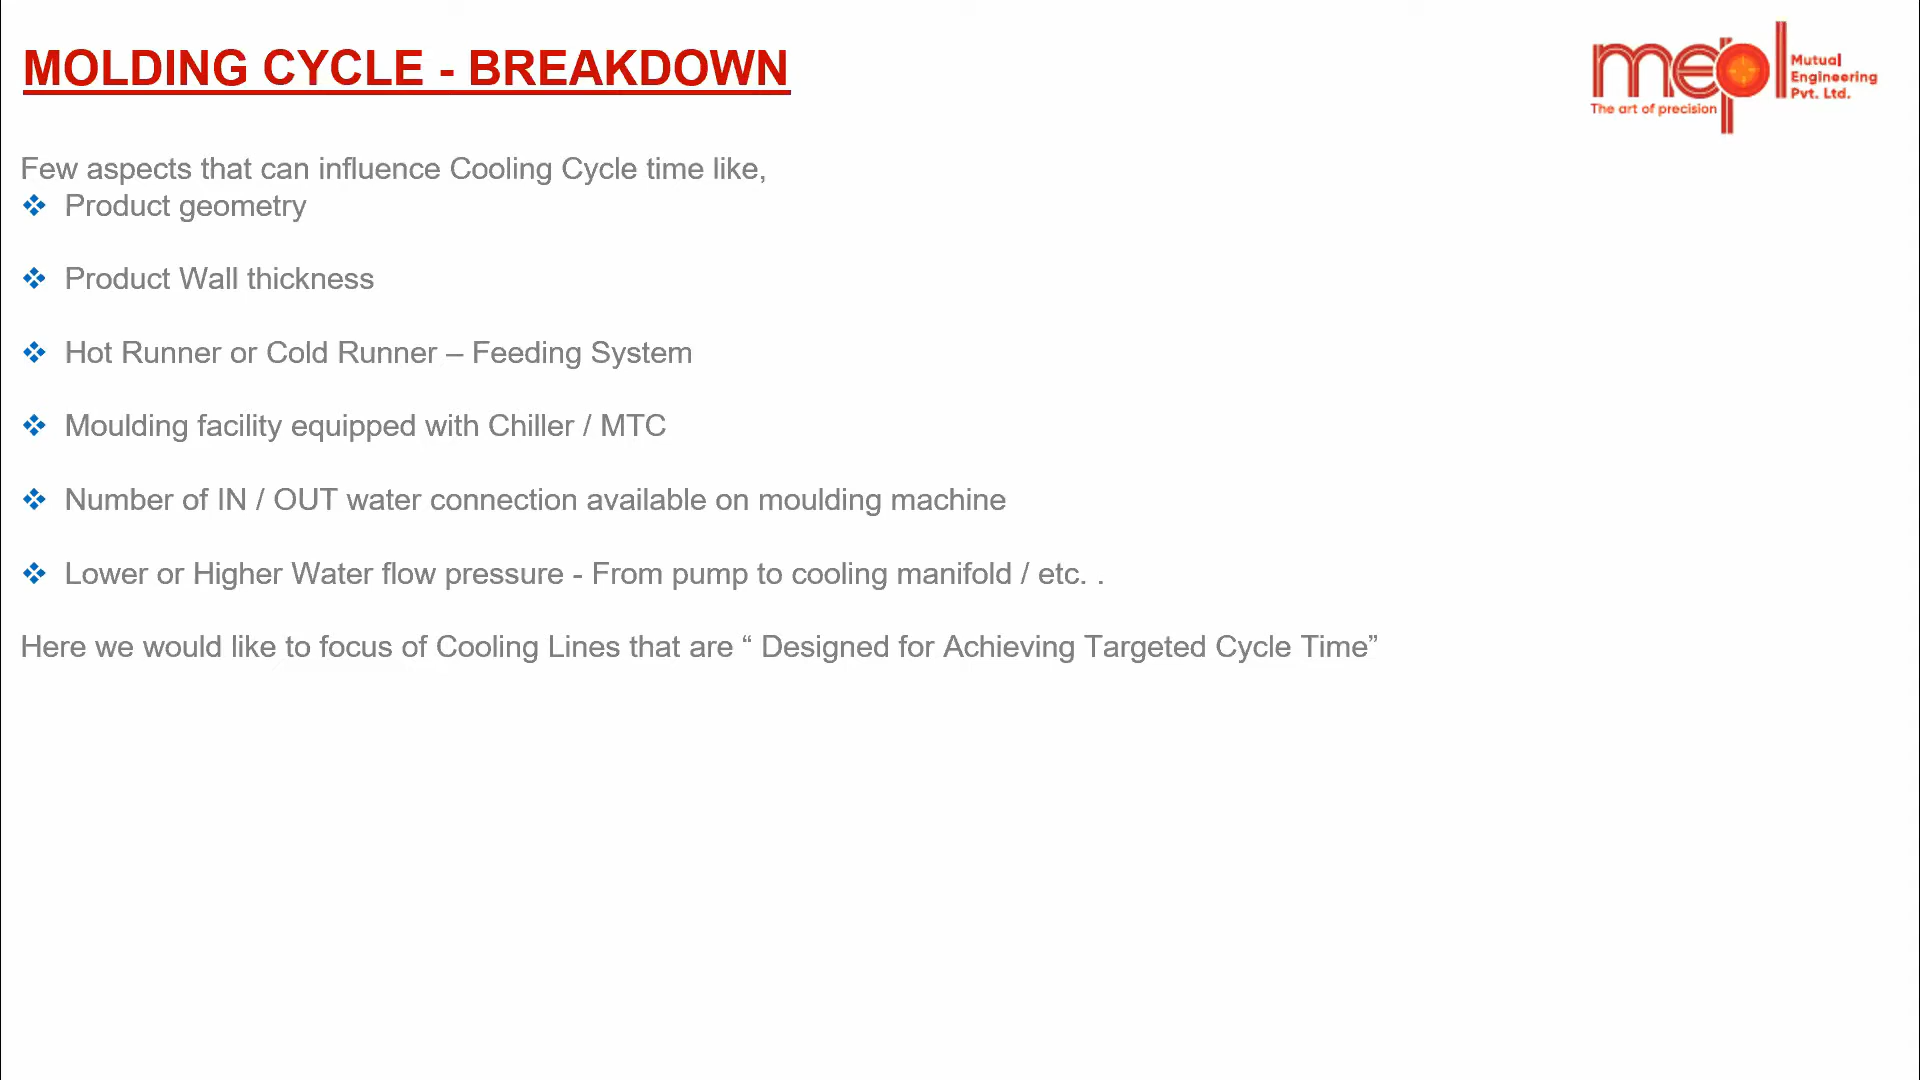 MOLDING CYCLE - BREAKDOWN
mepl
Mutual
Engineering
Pvt. Ltd.
The art of precision
Few aspects that can influence Cooling Cycle time like,
Product geometry
Product Wall thickness
Hot Runner or Cold Runner – Feeding System
Moulding facility equipped with Chiller / MTC
Number of IN / OUT water connection available on moulding machine
Lower or Higher Water flow pressure - From pump to cooling manifold / etc. .
Here we would like to focus of Cooling Lines that are “ Designed for Achieving Targeted Cycle Time”